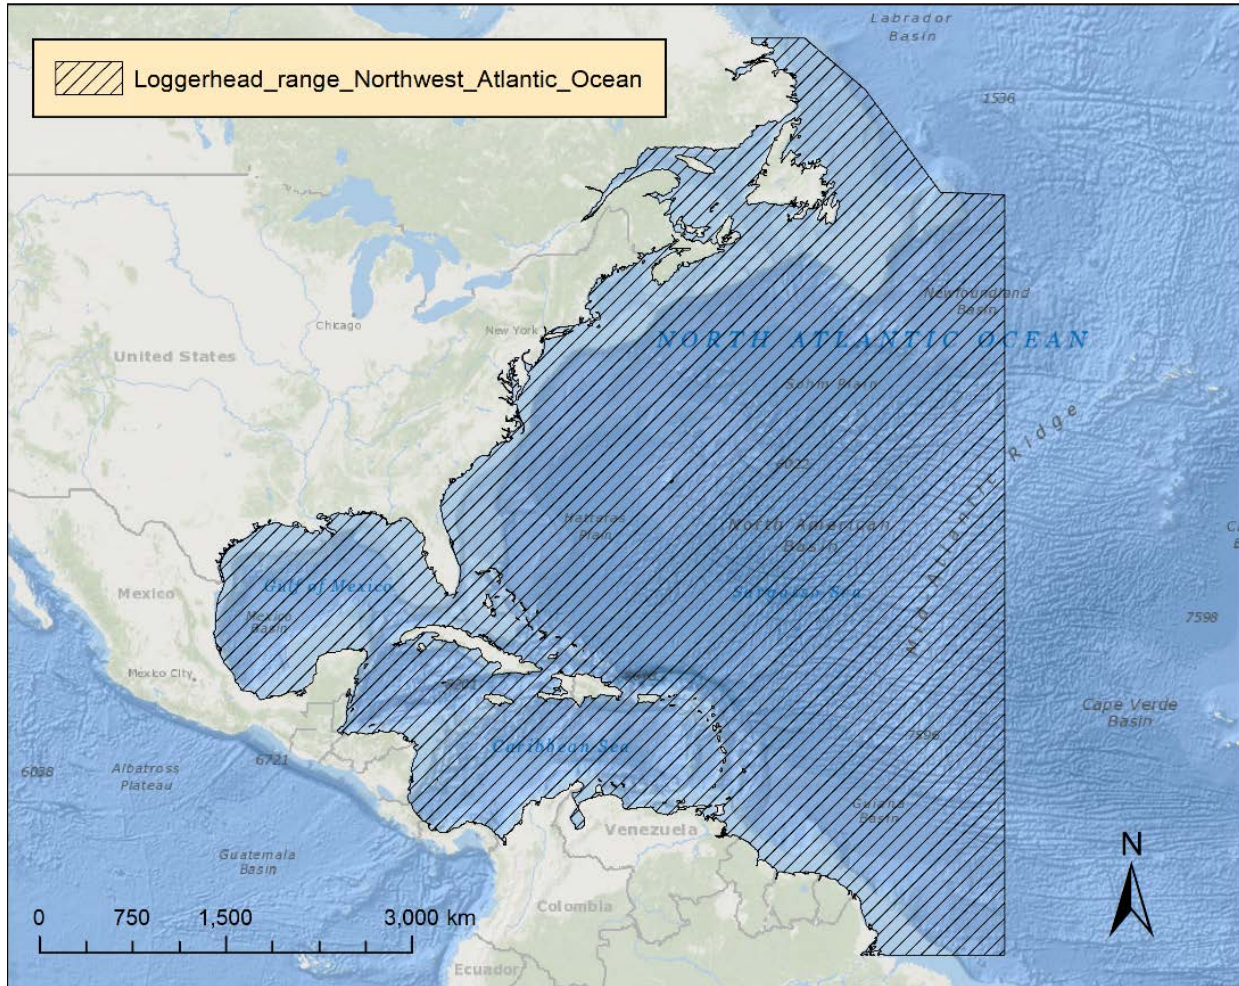 Labrador
Basin
Loggerhead_range_Northwest_Atlantic_Ocean
1536
Newfoundland
Basin
Chicago
New York
NORTH ATLANTIC OCEAN
United States
Sohm Plain
Mid-Atlantic Ridge
6022
Hatteras
Plain
North American
Basin
Gulf of Mexico
Sargasso Sea
Mexico
Mexico
Basin
7598
México City
Cape Verde
Basin
7598
Caribbean Sea
6721
6038
Albatross
Plateau
Guiana
Basin
Venezuela
N
Guatemala
Basin
0 750 1,500 3,000 km
Colombia
Ecuador